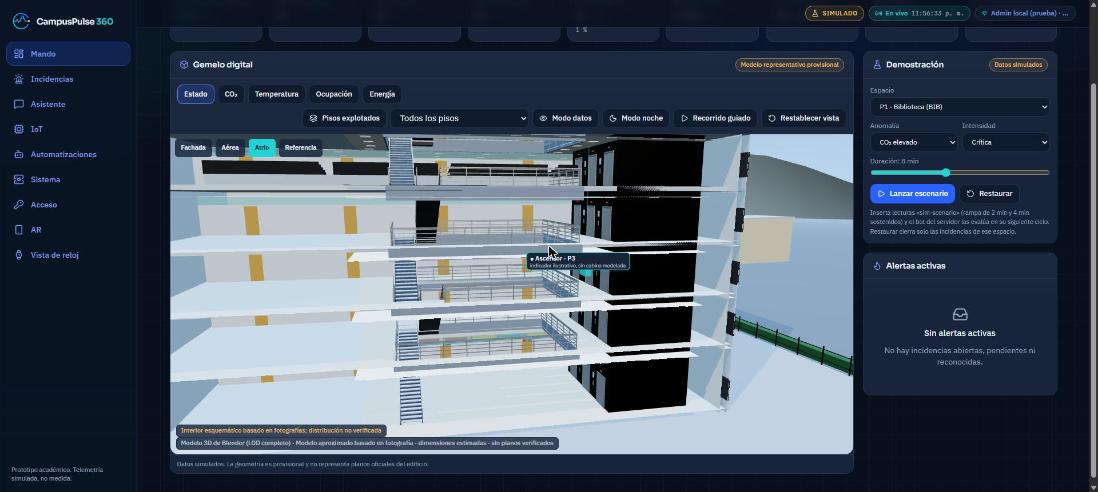 CampusPulse 360
SIMULADO
En vivo 11:56:33 p. m.
Admin local (prueba) · ...
Mando
Incidencias
Asistente
IoT
Automatizaciones
Sistema
Acceso
AR
Vista de reloj
Prototipo académico. Telemetría
simulada, no medida.
1 %
Gemelo digital
Modelo representativo provisional
Estado
CO₂
Temperatura
Ocupación
Energía
Pisos explotados
Todos los pisos
Modo datos
Modo noche
Recorrido guiado
Restablecer vista
Fachada
Aérea
Atrio
Referencia
Ascensor · P3
indicador ilustrativo, sin cabina modelada
Interior esquemático basado en fotografías; distribución no verificada
Modelo 3D de Blender (LOD completo) · Modelo aproximado basado en fotografía · dimensiones estimadas · sin planos verificados
Datos simulados. La geometría es provisional y no representa planos oficiales del edificio.
Demostración
Datos simulados
Espacio
P1 · Biblioteca (BIB)
Anomalía
Intensidad
CO₂ elevado
Crítica
Duración: 8 min
Lanzar escenario
Restaurar
Inserta lecturas «sim-scenario» (rampa de 2 min y 4 min
sostenidos) y el bot del servidor las evalúa en su siguiente ciclo.
Restaurar cierra solo las incidencias de ese espacio.
Alertas activas
Sin alertas activas
No hay incidencias abiertas, pendientes ni
reconocidas.